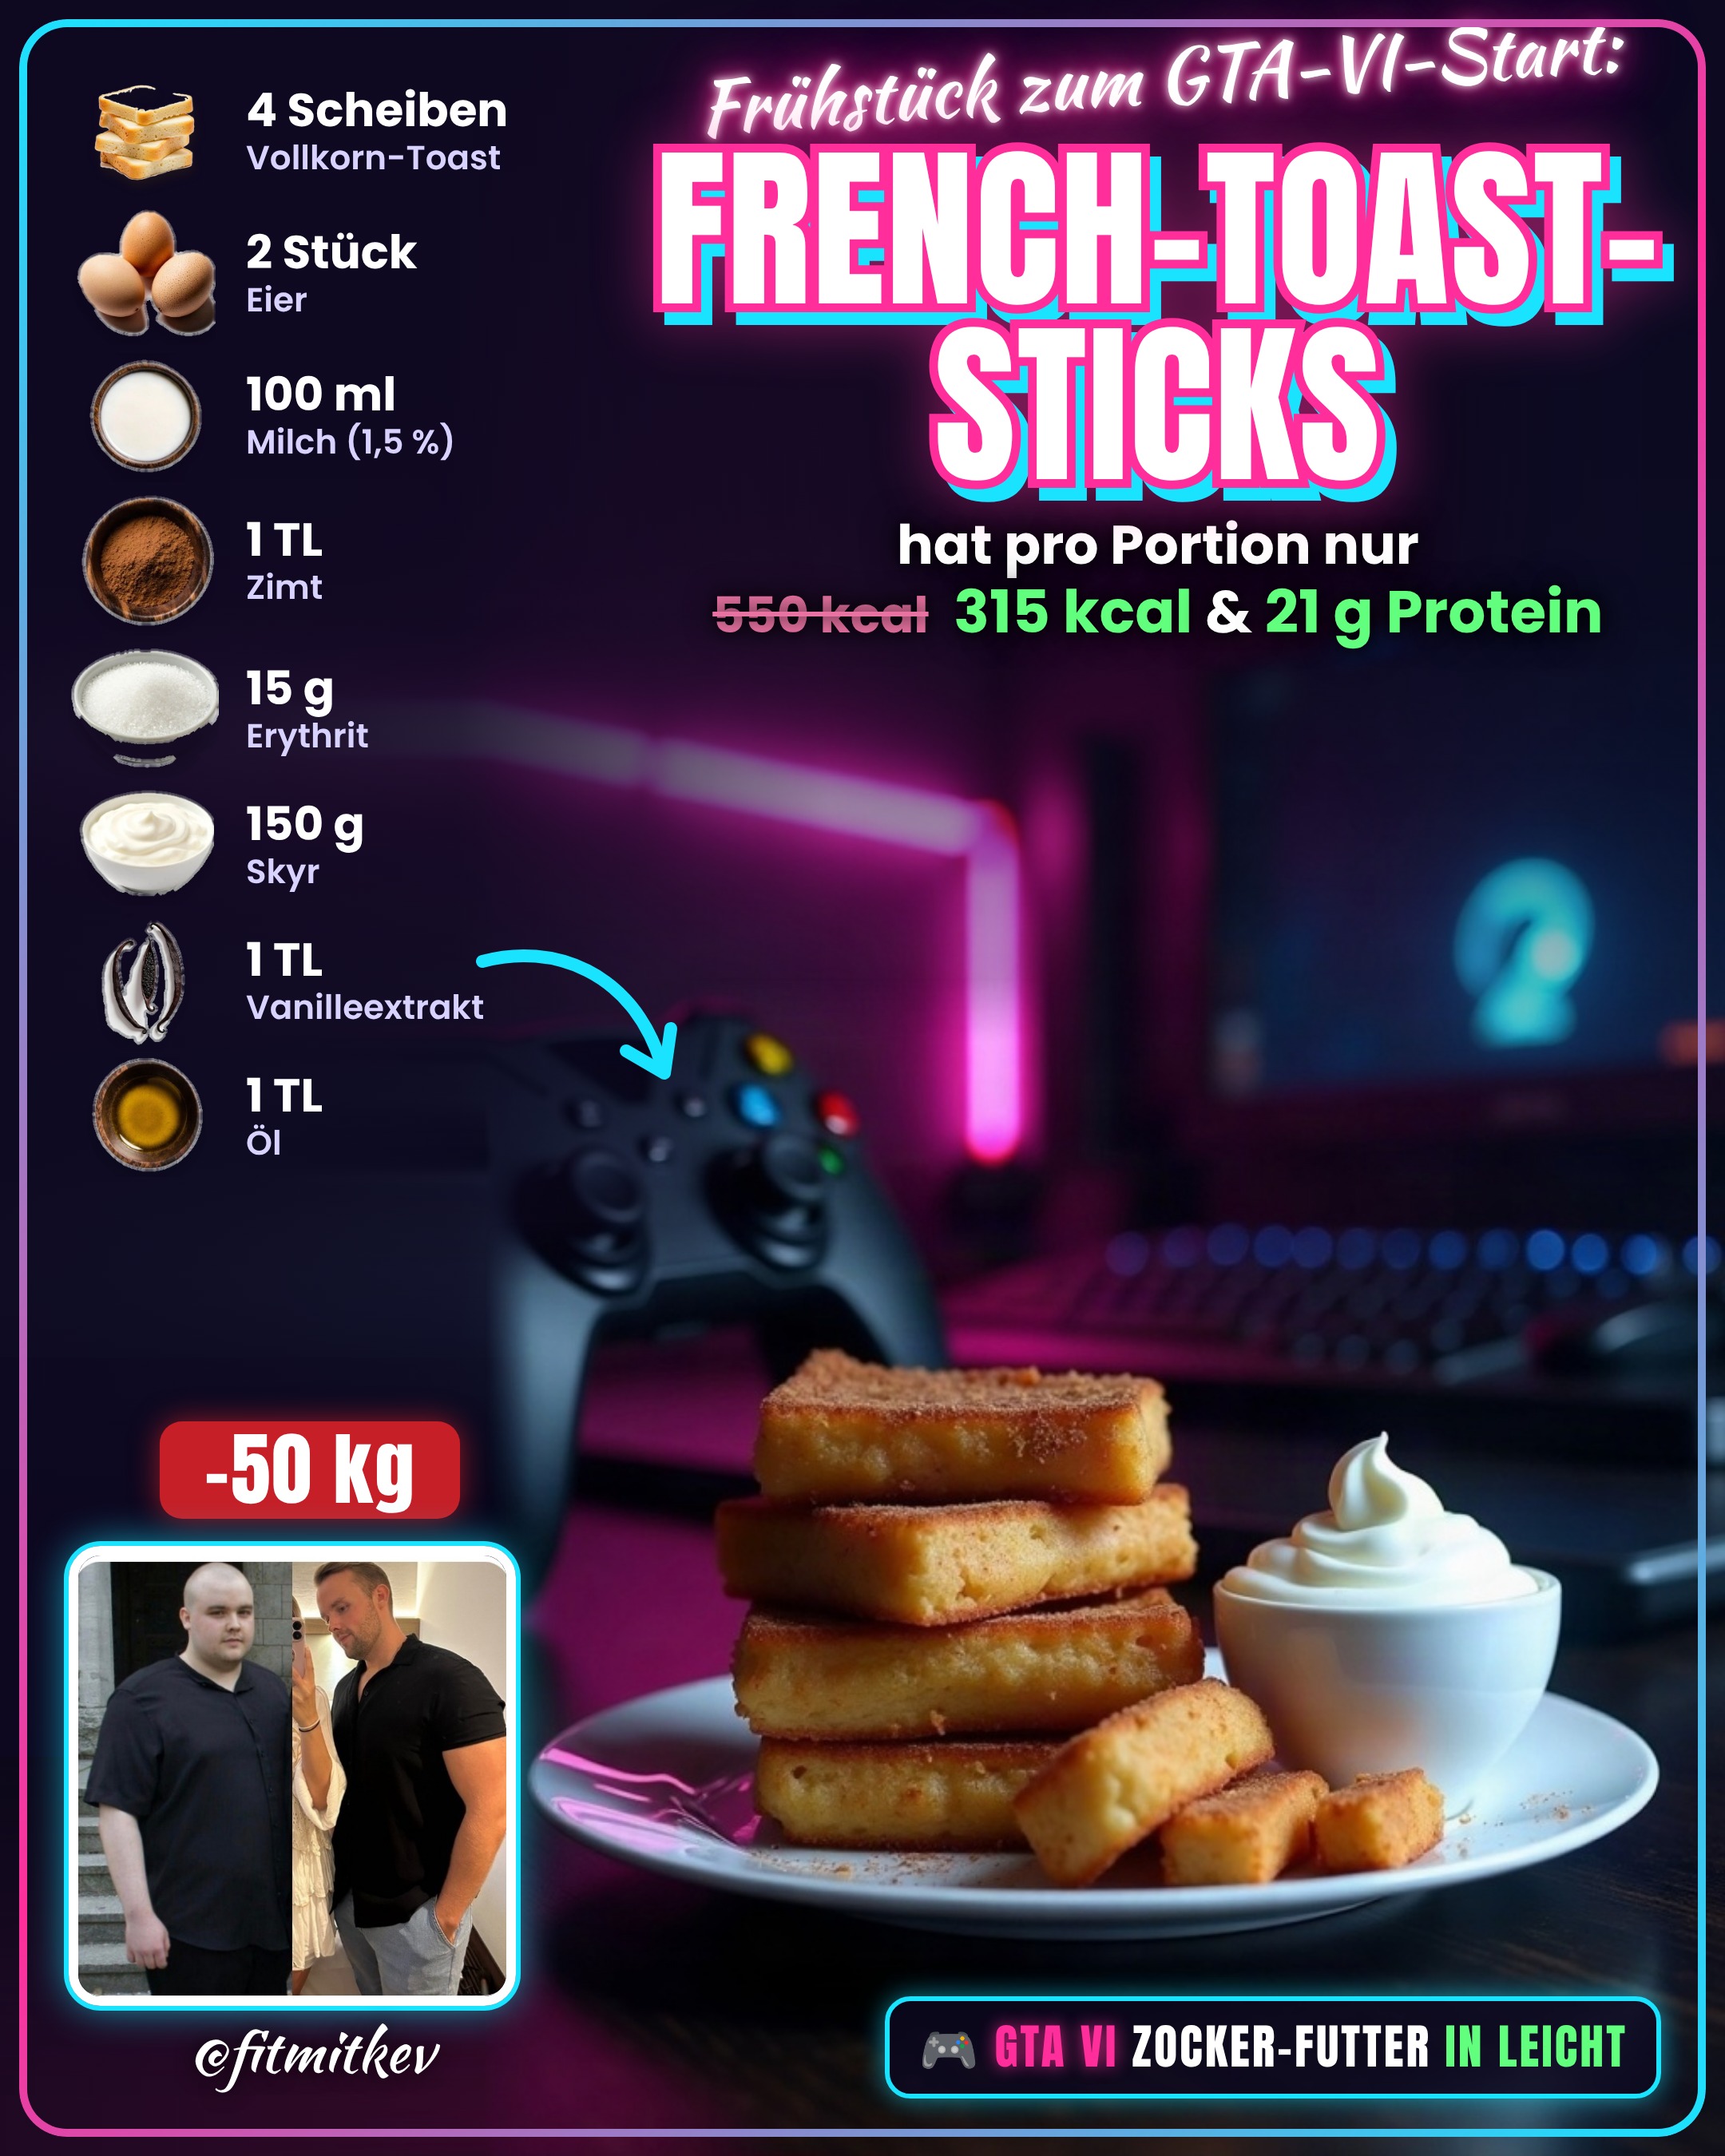 Frühstück zum GTA-VI-Start:
FRENCH-TOAST-
STICKS
hat pro Portion nur
550 kcal 315 kcal & 21 g Protein
4 Scheiben
Vollkorn-Toast
2 Stück
Eier
100 ml
Milch (1,5 %)
1 TL
Zimt
15 g
Erythrit
150 g
Skyr
1 TL
Vanilleextrakt
1 TL
Öl
-50 kg
@fitmitkev
GTA VI ZOCKER-FUTTER IN LEICHT